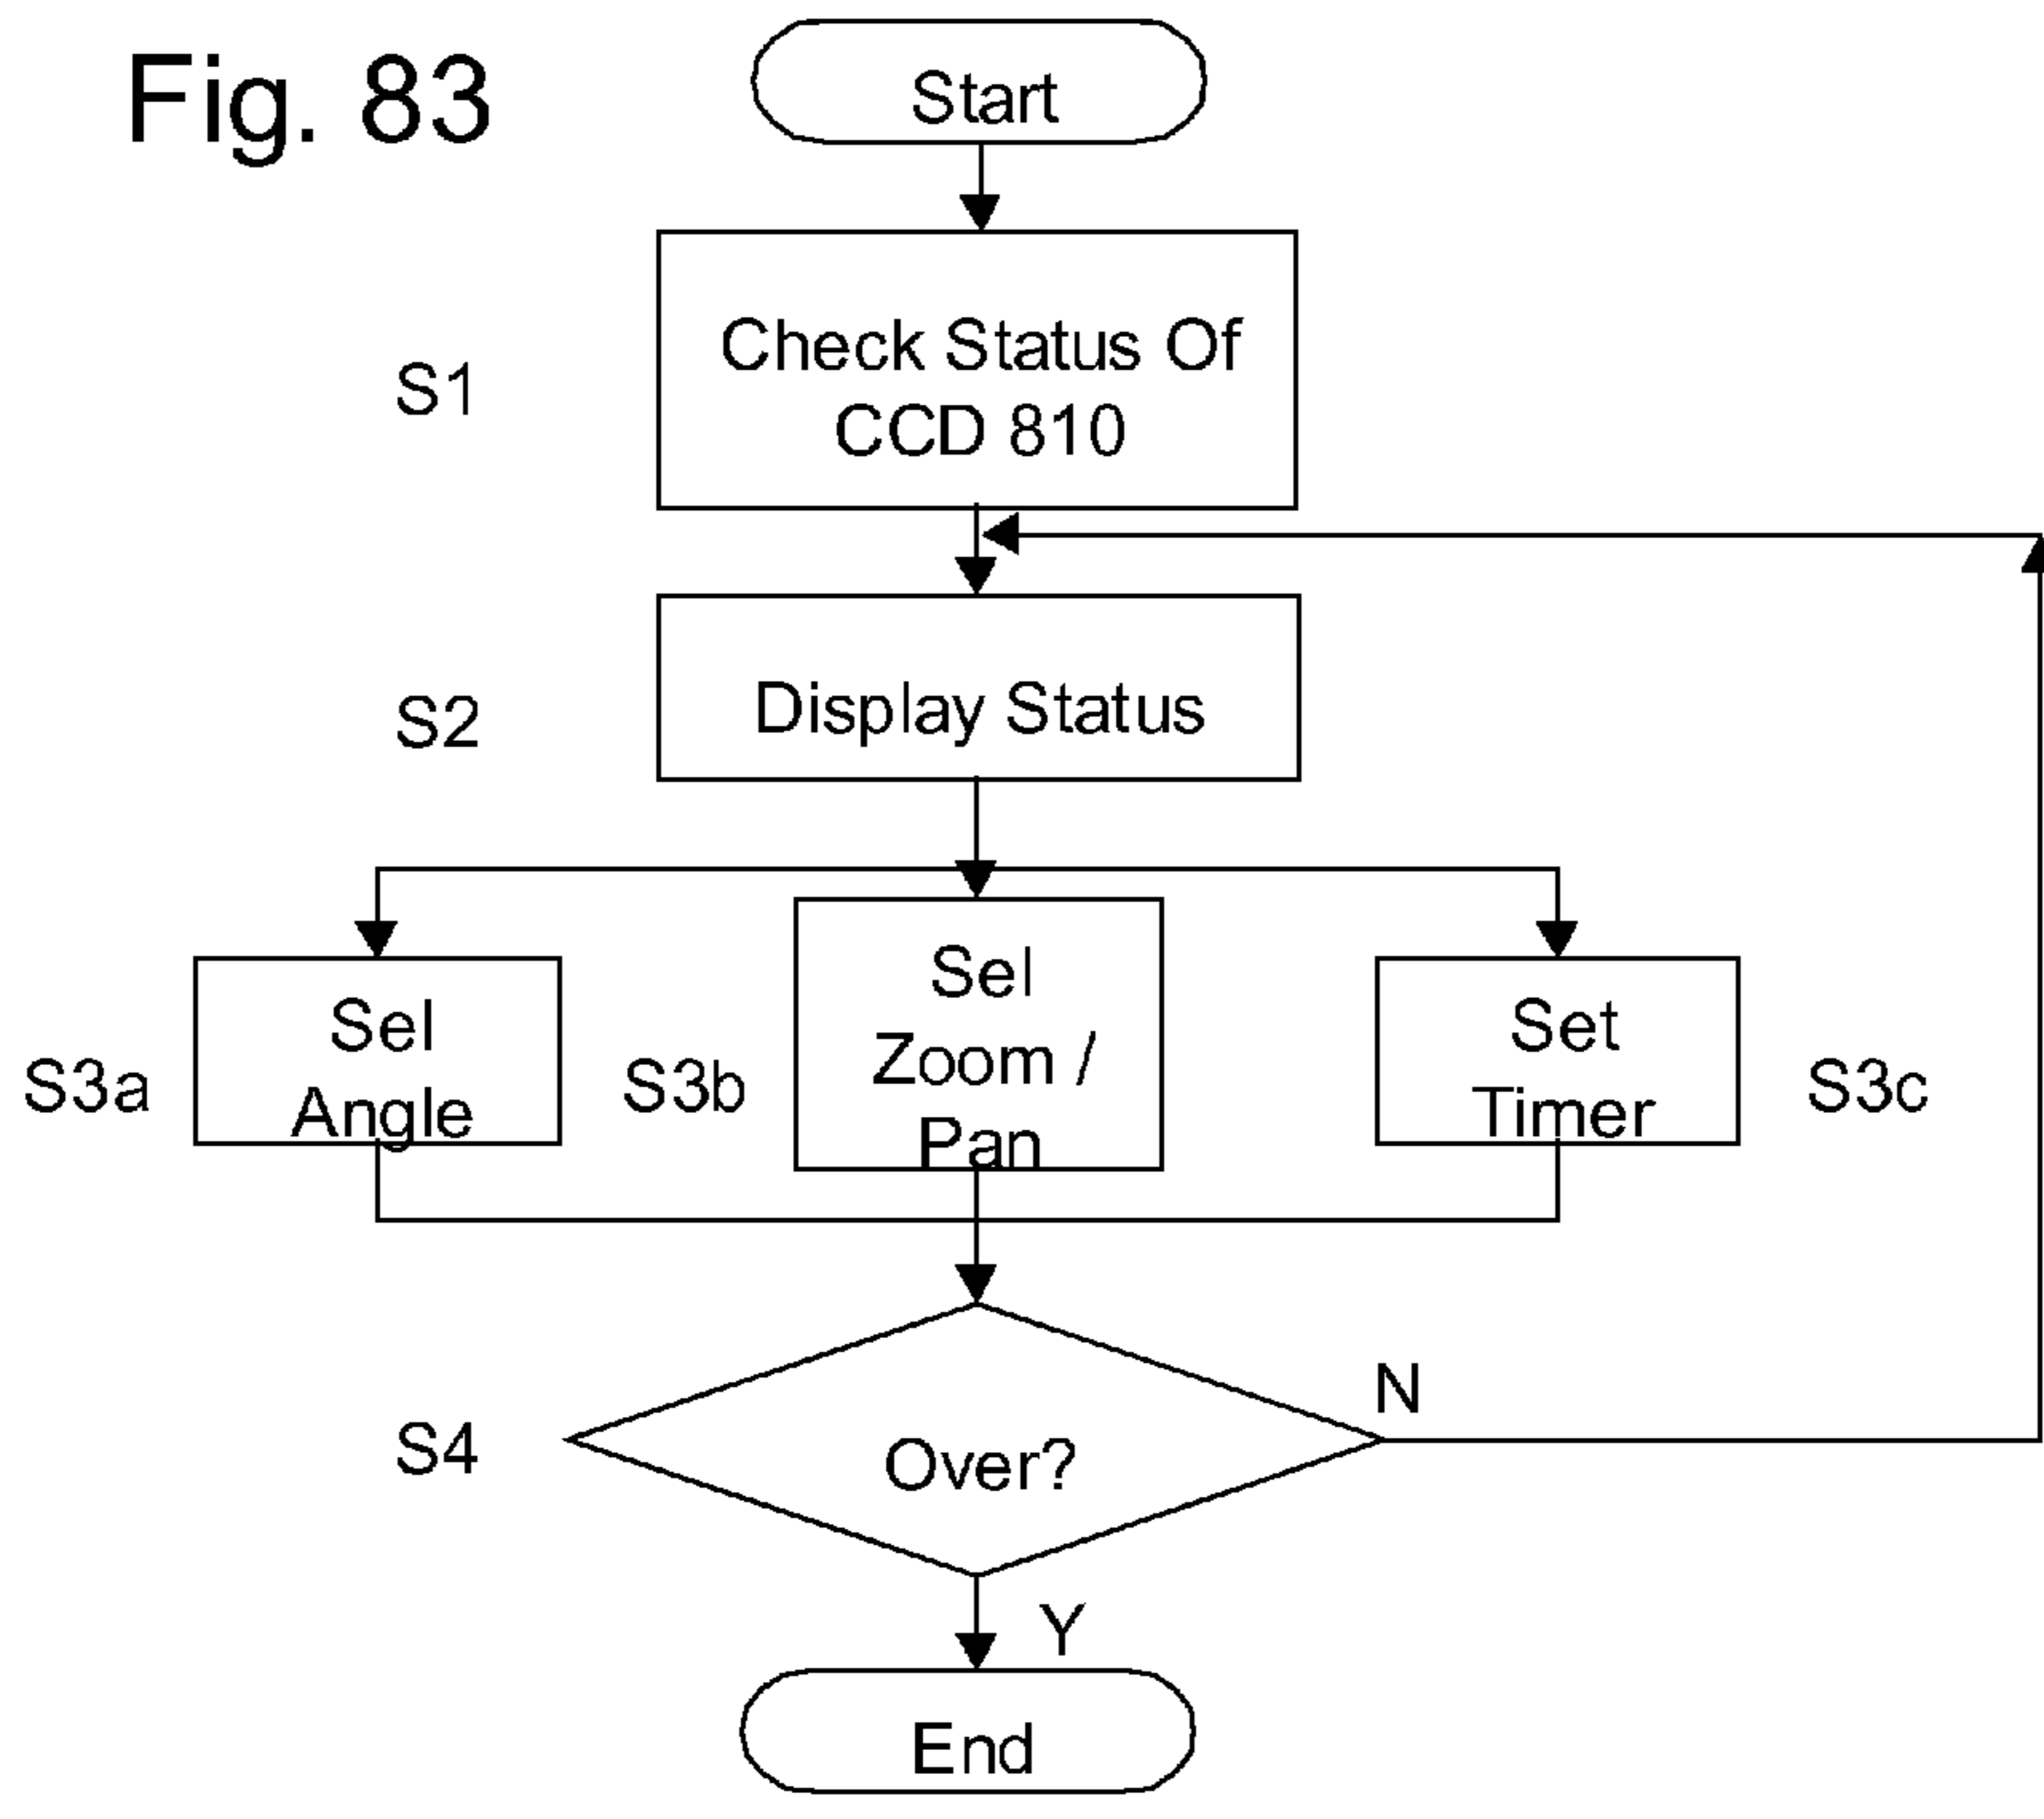 Fig. 83
Start
S1
Check Status Of
CCD 810
S2
Display Status
S3a
Sel
Angle
S3b
Sel
Zoom /
Pan
Set
Timer
S3c
S4
Over?
N
Y
End